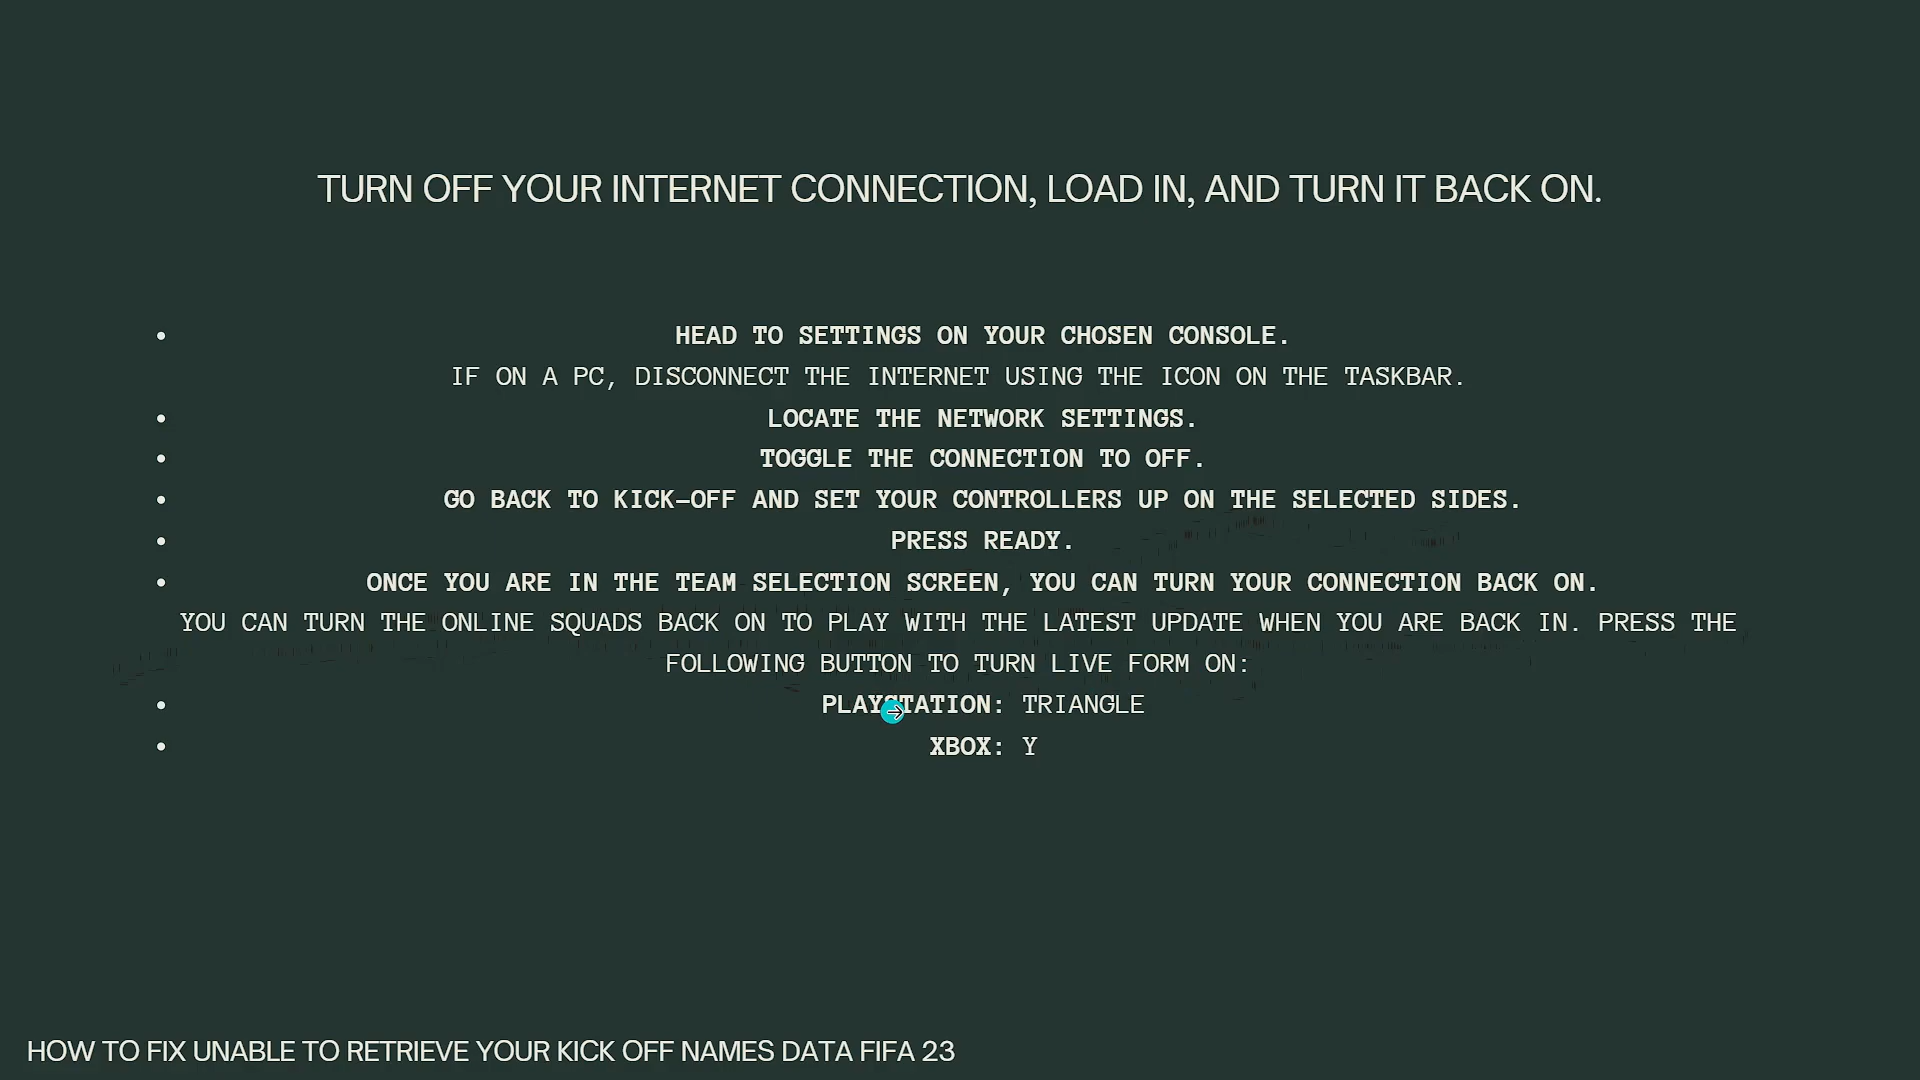 TURN OFF YOUR INTERNET CONNECTION, LOAD IN, AND TURN IT BACK ON.
• HEAD TO SETTINGS ON YOUR CHOSEN CONSOLE.
IF ON A PC, DISCONNECT THE INTERNET USING THE ICON ON THE TASKBAR.
• LOCATE THE NETWORK SETTINGS.
• TOGGLE THE CONNECTION TO OFF.
• GO BACK TO KICK-OFF AND SET YOUR CONTROLLERS UP ON THE SELECTED SIDES.
• PRESS READY.
• ONCE YOU ARE IN THE TEAM SELECTION SCREEN, YOU CAN TURN YOUR CONNECTION BACK ON.
YOU CAN TURN THE ONLINE SQUADS BACK ON TO PLAY WITH THE LATEST UPDATE WHEN YOU ARE BACK IN. PRESS THE
FOLLOWING BUTTON TO TURN LIVE FORM ON:
• PLAYSTATION: TRIANGLE
• XBOX: Y
HOW TO FIX UNABLE TO RETRIEVE YOUR KICK OFF NAMES DATA FIFA 23